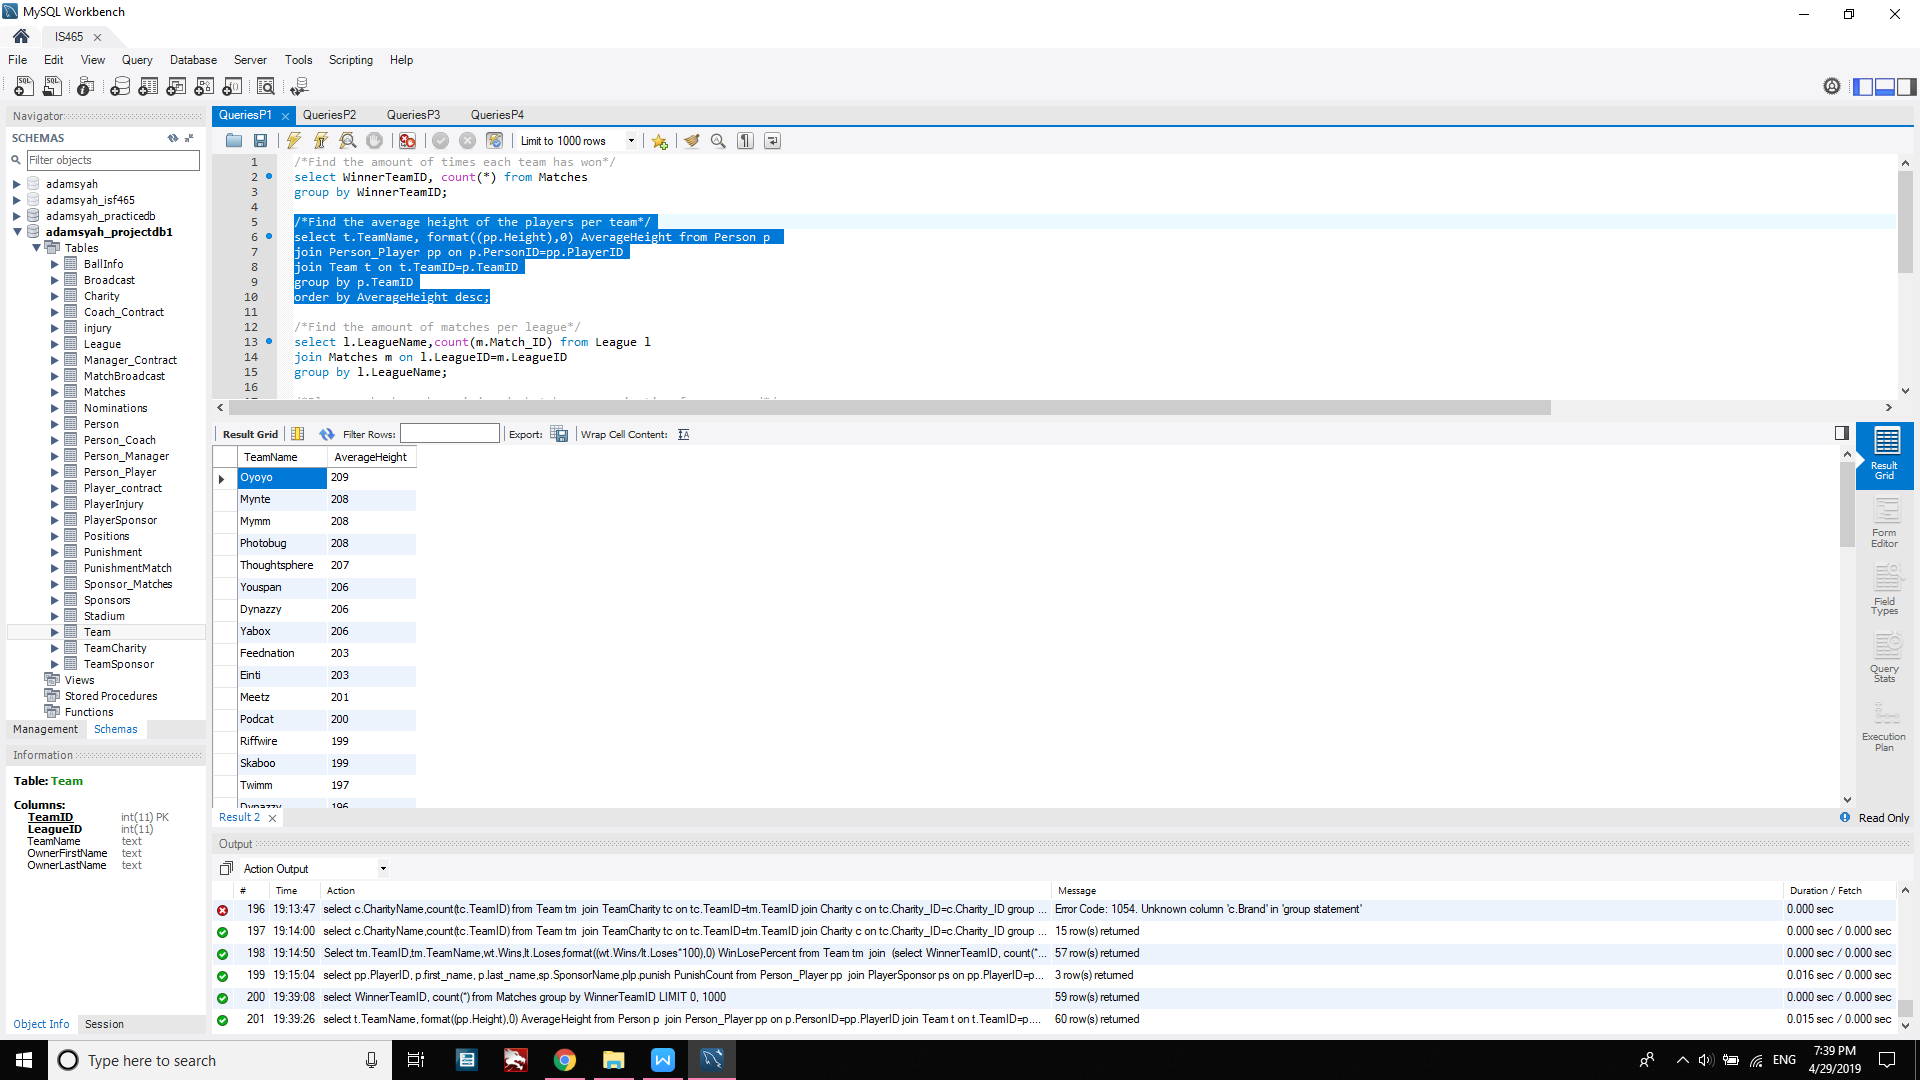 MySQL Workbench
IS465
File Edit View Query Database Server Tools Scripting Help
Navigator
SCHEMAS
Filter objects
adamsyah
adamsyah_isf465
adamsyah_practicedb
adamsyah_projectdb1
Tables
BallInfo
Broadcast
Charity
Coach_Contract
injury
League
Manager_Contract
MatchBroadcast
Matches
Nominations
Person
Person_Coach
Person_Manager
Person_Player
Player_contract
PlayerInjury
PlayerSponsor
Positions
Punishment
PunishmentMatch
Sponsor_Matches
Sponsors
Stadium
Team
TeamCharity
TeamSponsor
Views
Stored Procedures
Functions
Management Schemas
Information
Table: Team
Columns:
TeamID int(11) PK
LeagueID int(11)
TeamName text
OwnerFirstName text
OwnerLastName text
Object Info Session
QueriesP1 QueriesP2 QueriesP3 QueriesP4
Limit to 1000 rows
1 /*Find the amount of times each team has won*/
2 select WinnerTeamID, count(*) from Matches
3 group by WinnerTeamID;
4
5 /*Find the average height of the players per team*/
6 select t.TeamName, format((pp.Height),0) AverageHeight from Person p
7 join Person_Player pp on p.PersonID=pp.PlayerID
8 join Team t on t.TeamID=p.TeamID
9 group by p.TeamID
10 order by AverageHeight desc;
11
12 /*Find the amount of matches per league*/
13 select l.LeagueName,count(m.Match_ID) from League l
14 join Matches m on l.LeagueID=m.LeagueID
15 group by l.LeagueName;
16
Result Grid Filter Rows: Export: Wrap Cell Content:
TeamName AverageHeight
Oyoyo 209
Mynte 208
Mymm 208
Photobug 208
Thoughtsphere 207
Youspan 206
Dynazzy 206
Yabox 206
Feednation 203
Einti 203
Meetz 201
Podcat 200
Riffwire 199
Skaboo 199
Twimm 197
Dynazzy 196
Result Grid
Form Editor
Field Types
Query Stats
Execution Plan
Result 2
Read Only
Output
Action Output
# Time Action Message Duration / Fetch
196 19:13:47 select c.CharityName,count(tc.TeamID) from Team tm join TeamCharity tc on tc.TeamID=tm.TeamID join Charity c on tc.Charity_ID=c.Charity_ID group ... Error Code: 1054. Unknown column 'c.Brand' in 'group statement' 0.000 sec
197 19:14:00 select c.CharityName,count(tc.TeamID) from Team tm join TeamCharity tc on tc.TeamID=tm.TeamID join Charity c on tc.Charity_ID=c.Charity_ID group ... 15 row(s) returned 0.000 sec / 0.000 sec
198 19:14:50 Select tm.TeamID,tm.TeamName,wt.Wins,lt.Loses,format((wt.Wins/lt.Loses*100),0) WinLosePercent from Team tm join (select WinnerTeamID, count(*... 57 row(s) returned 0.000 sec / 0.000 sec
199 19:15:04 select pp.PlayerID, p.first_name, p.last_name,sp.SponsorName,plp.punish PunishCount from Person_Player pp join PlayerSponsor ps on pp.PlayerID=p... 3 row(s) returned 0.016 sec / 0.000 sec
200 19:39:08 select WinnerTeamID, count(*) from Matches group by WinnerTeamID LIMIT 0, 1000 59 row(s) returned 0.000 sec / 0.000 sec
201 19:39:26 select t.TeamName, format((pp.Height),0) AverageHeight from Person p join Person_Player pp on p.PersonID=pp.PlayerID join Team t on t.TeamID=p.... 60 row(s) returned 0.015 sec / 0.000 sec
Type here to search
ENG
7:39 PM
4/29/2019